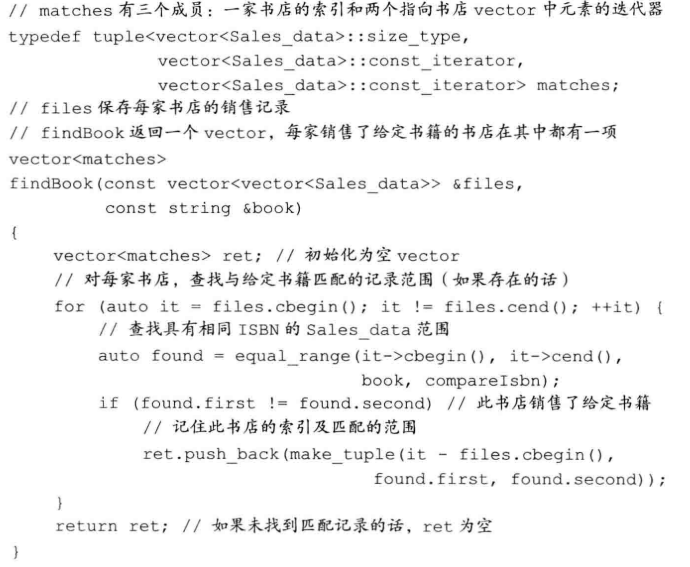 // matches 有三个成员：一家书店的索引和两个指向书店 vector 中元素的迭代器
typedef tuple<vector<Sales_data>::size_type,
              vector<Sales_data>::const_iterator,
              vector<Sales_data>::const_iterator> matches;
// files 保存每家书店的销售记录
// findBook 返回一个 vector，每家销售了给定书籍的书店在其中都有一项
vector<matches>
findBook(const vector<vector<Sales_data>> &files,
         const string &book)
{
    vector<matches> ret; // 初始化为空 vector
    // 对每家书店，查找与给定书籍匹配的记录范围（如果存在的话）
    for (auto it = files.cbegin(); it != files.cend(); ++it) {
        // 查找具有相同 ISBN 的 Sales_data 范围
        auto found = equal_range(it->cbegin(), it->cend(),
                                 book, compareIsbn);
        if (found.first != found.second) // 此书店销售了给定书籍
            // 记住此书店的索引及匹配的范围
            ret.push_back(make_tuple(it - files.cbegin(),
                                     found.first, found.second));
    }
    return ret; // 如果未找到匹配记录的话，ret 为空
}